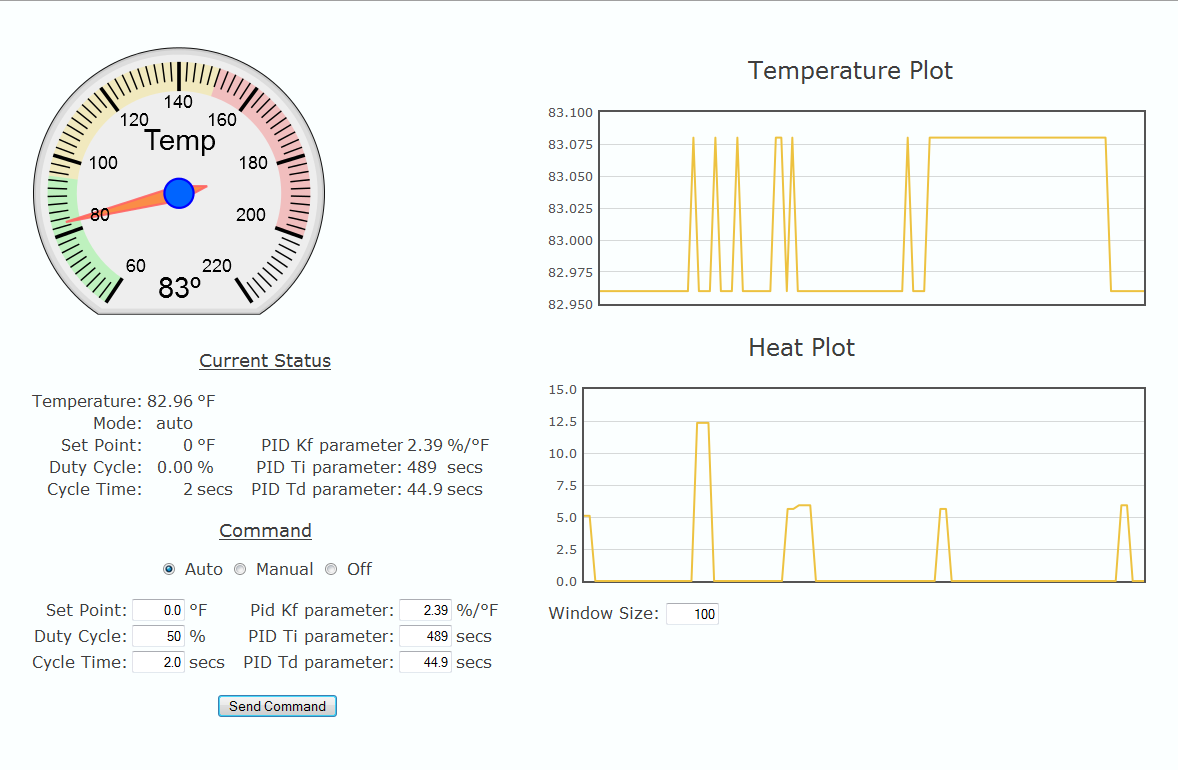 140
120
160
Temp
100
180
80
200
60
220
83º
Current Status
Temperature: 82.96 °F
Mode: auto
Set Point: 0 °F
PID Kf parameter 2.39 %/°F
Duty Cycle: 0.00 %
PID Ti parameter: 489 secs
Cycle Time: 2 secs
PID Td parameter: 44.9 secs
Command
Auto Manual Off
Set Point: 0.0 °F
Pid Kf parameter: 2.39 %/°F
Duty Cycle: 50 %
PID Ti parameter: 489 secs
Cycle Time: 2.0 secs
PID Td parameter: 44.9 secs
Send Command
Temperature Plot
83.100
83.075
83.050
83.025
83.000
82.975
82.950
Heat Plot
15.0
12.5
10.0
7.5
5.0
2.5
0.0
Window Size: 100